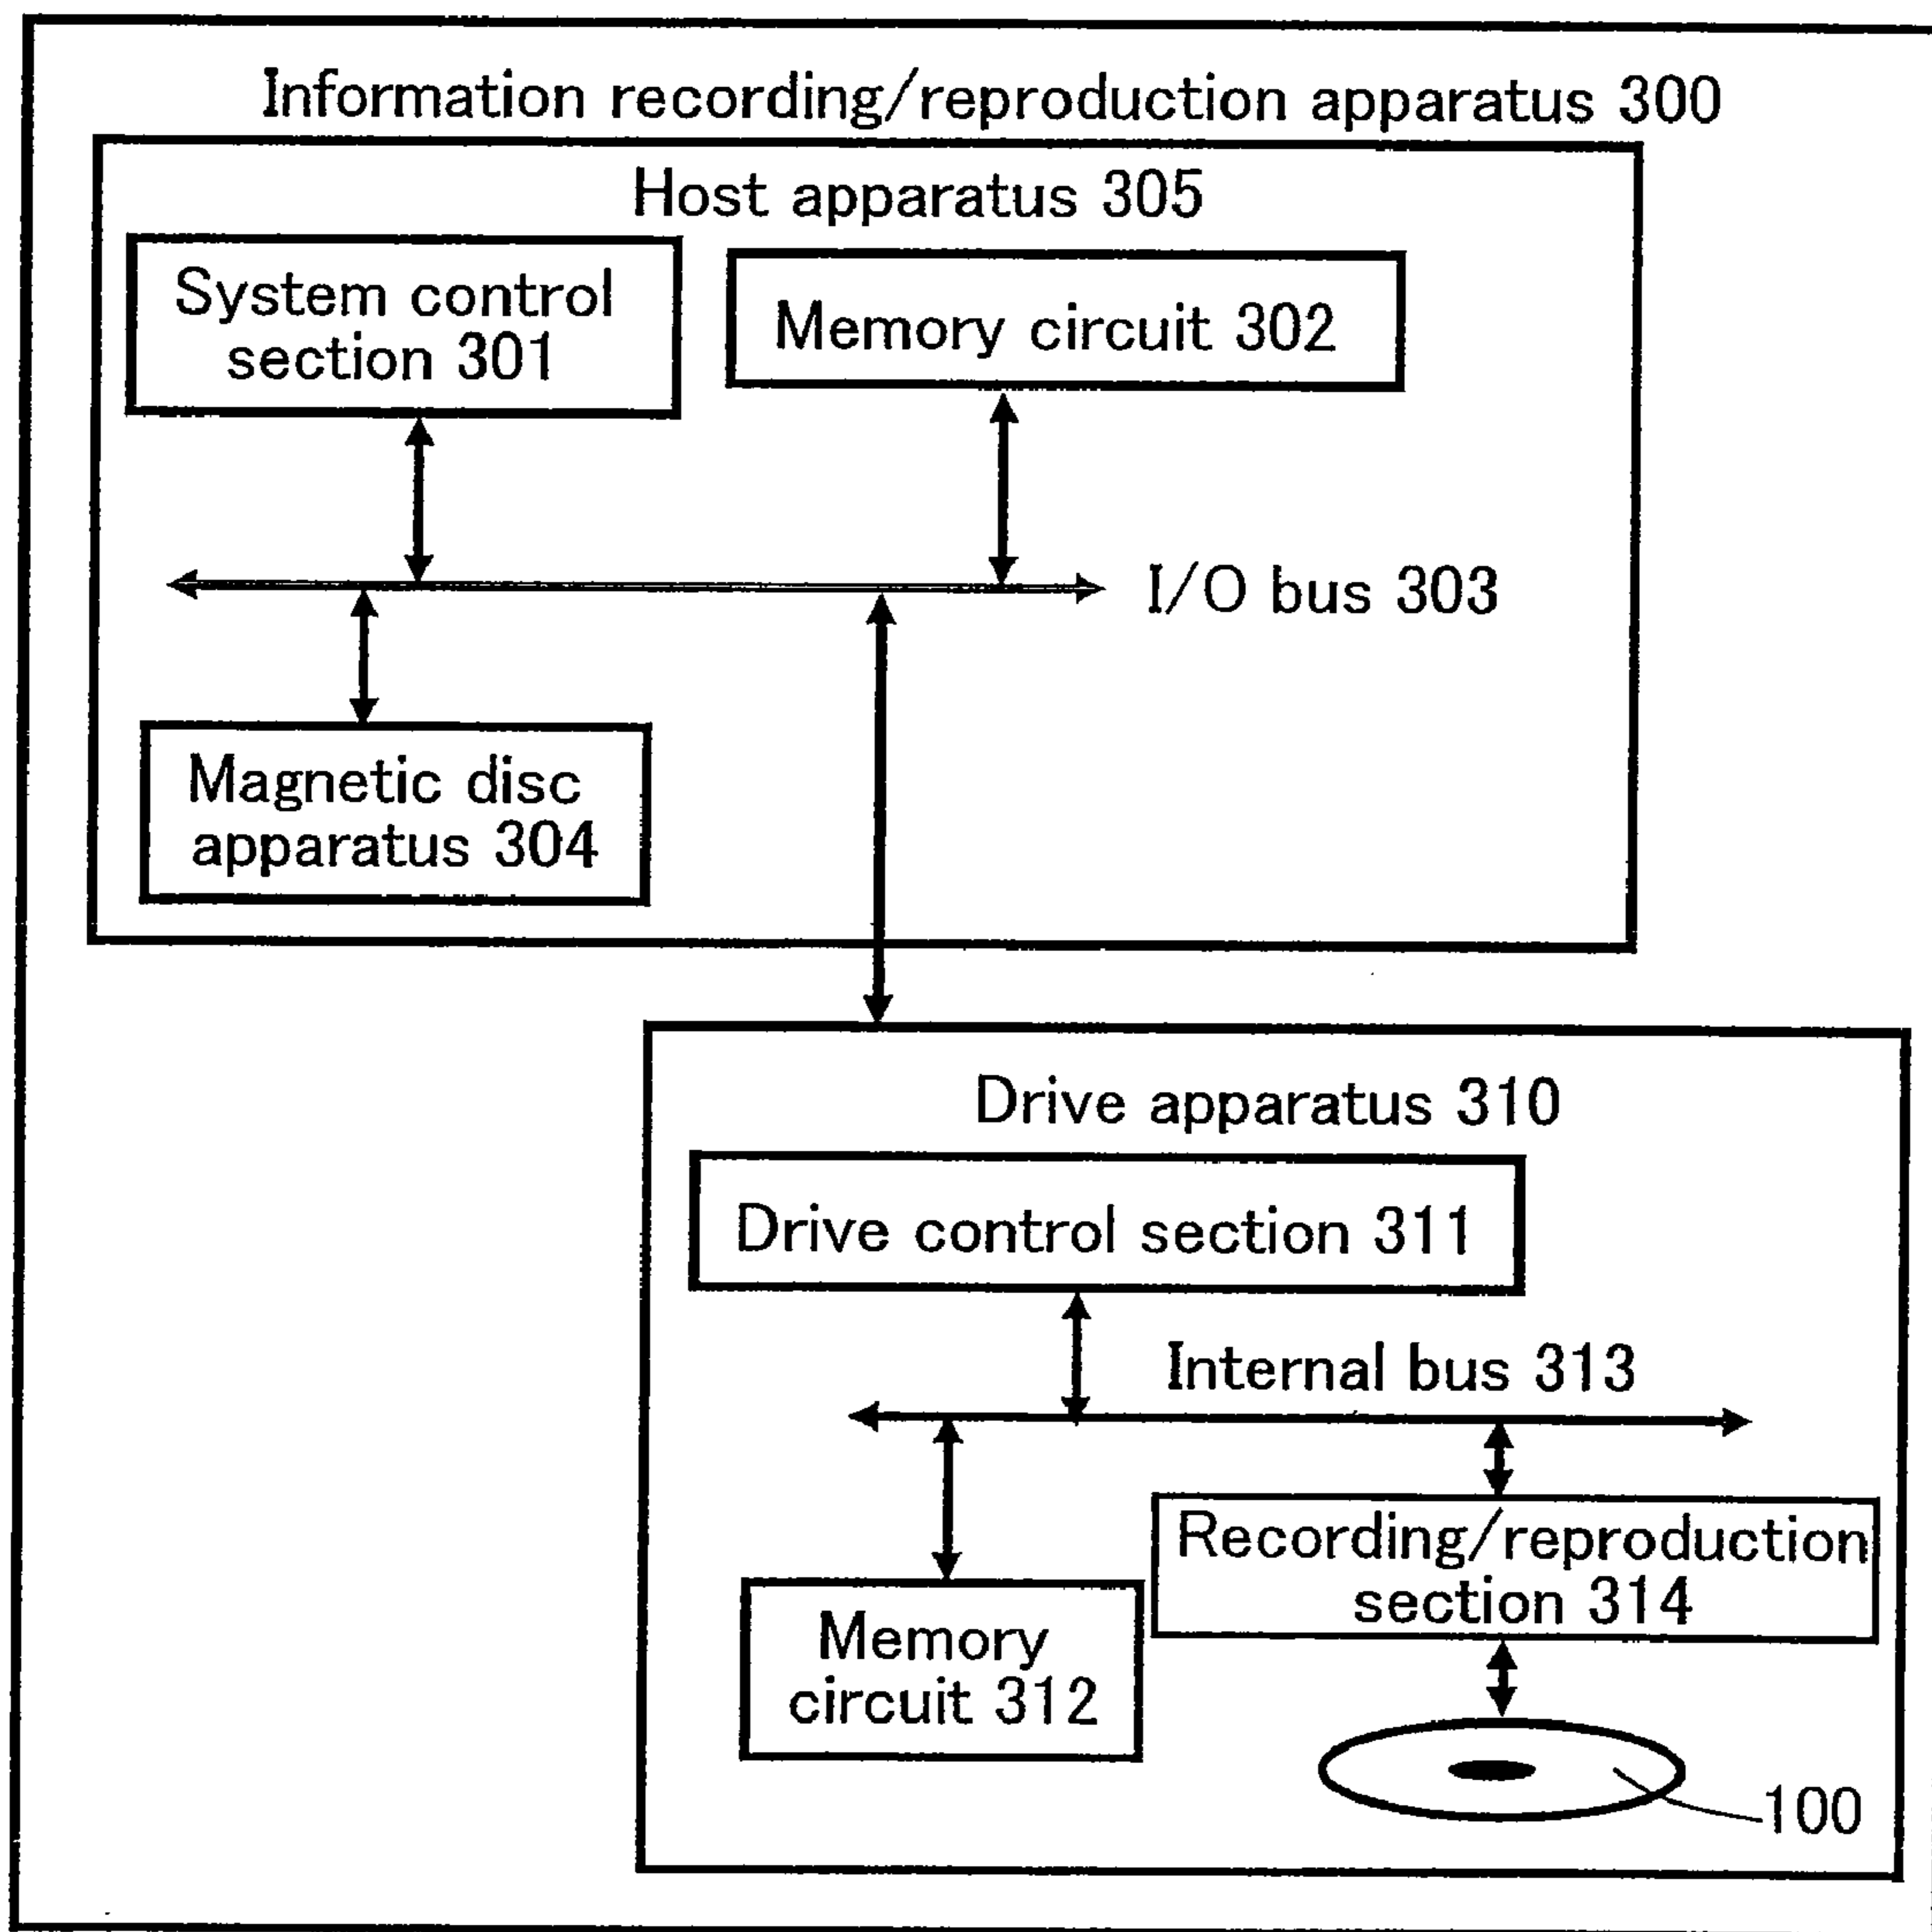 Information recording/reproduction apparatus 300
Host apparatus 305
System control
section 301
Memory circuit 302
I/O bus 303
Magnetic disc
apparatus 304
Drive apparatus 310
Drive control section 311
Internal bus 313
Recording/reproduction
section 314
Memory
circuit 312
100